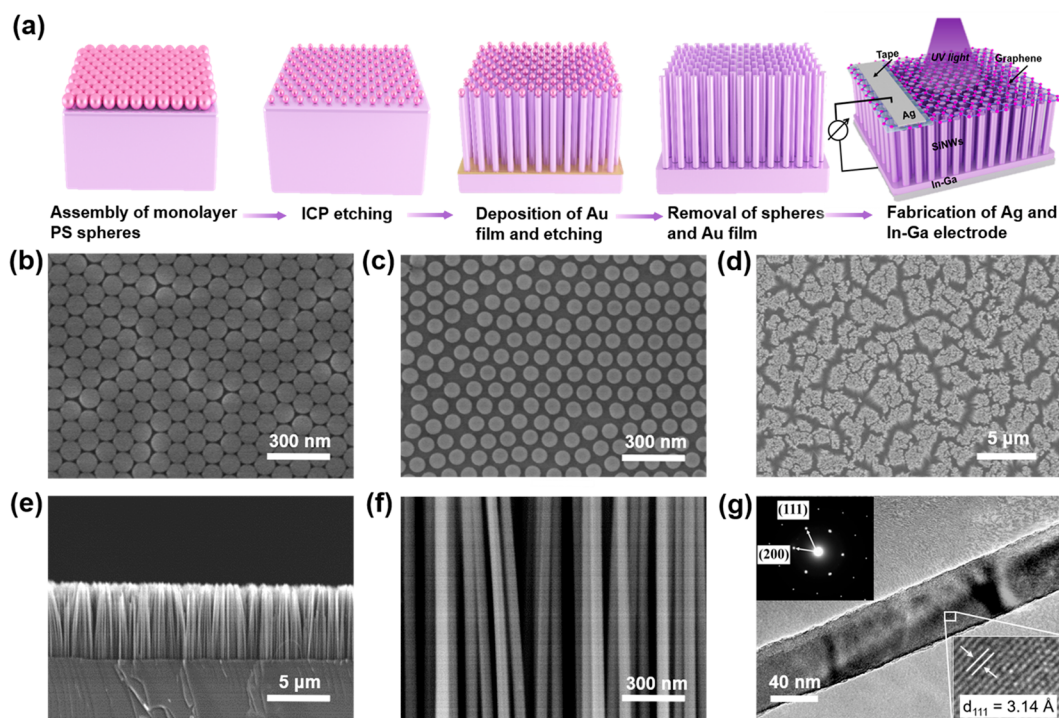 (a)
Tape
UV light
Graphene
Ag
SiNWs
In-Ga
Assembly of monolayer
PS spheres
ICP etching
Deposition of Au
film and etching
Removal of spheres
and Au film
Fabrication of Ag and
In-Ga electrode
(b)
300 nm
(c)
300 nm
(d)
5 μm
(e)
5 μm
(f)
300 nm
(g)
(111)
(200)
40 nm
d111 = 3.14 Å